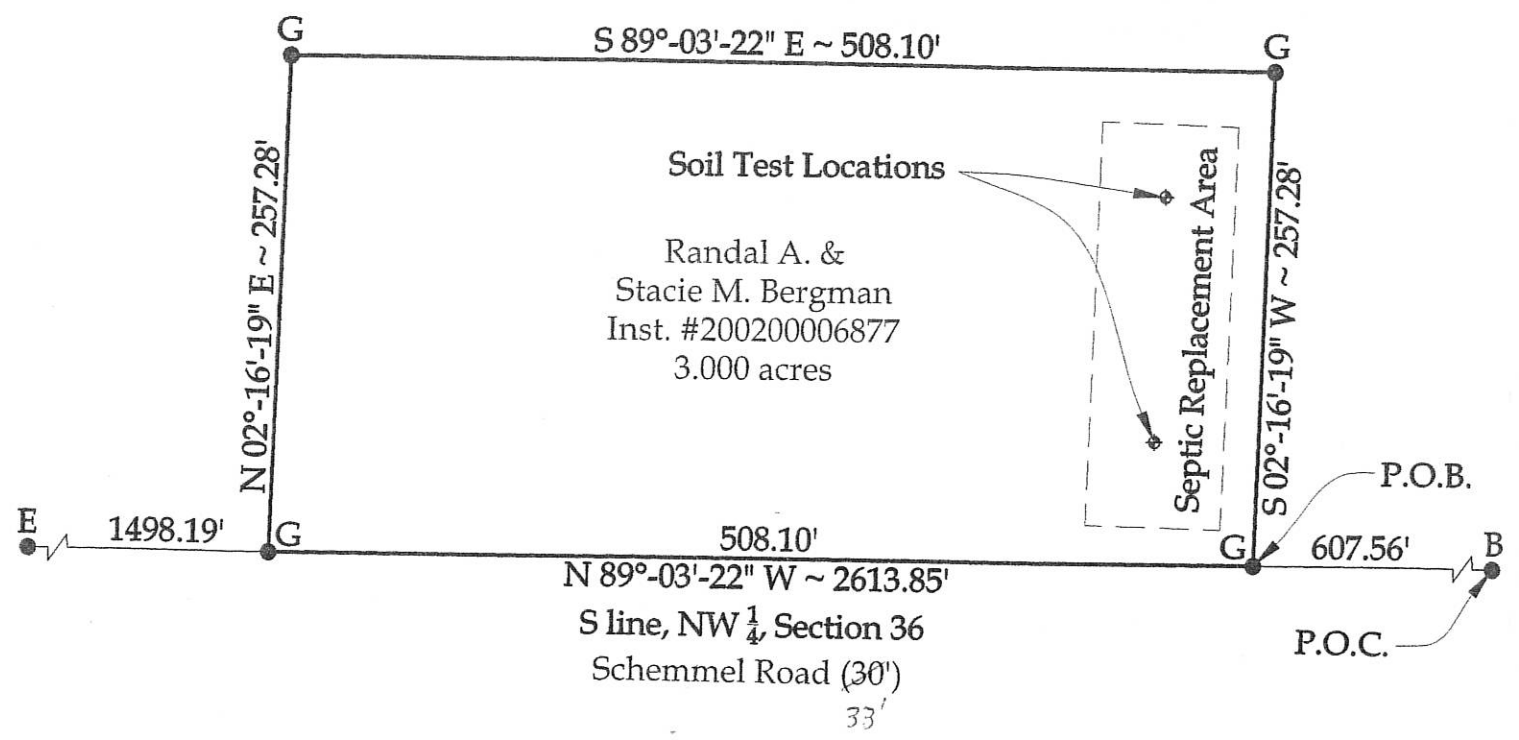 G
S 89°-03'-22" E ~ 508.10'
G
N 02°-16'-19" E ~ 257.28'
Soil Test Locations
Septic Replacement Area
S 02°-16'-19" W ~ 257.28'
Randal A. &
Stacie M. Bergman
Inst. #200200006877
3.000 acres
P.O.B.
E
1498.19'
G
508.10'
G
607.56'
B
N 89°-03'-22" W ~ 2613.85'
S line, NW 1/4, Section 36
P.O.C.
Schemmel Road (30')
33'